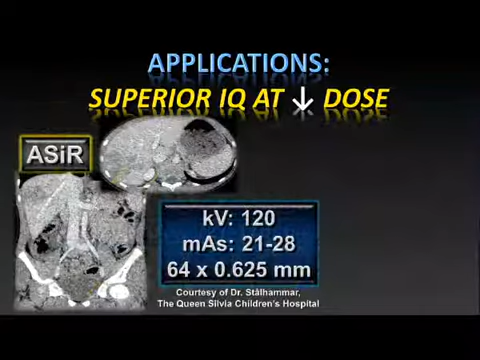 APPLICATIONS:
SUPERIOR IQ AT ↓ DOSE
ASiR
kV: 120
mAs: 21-28
64 x 0.625 mm
Courtesy of Dr. Stålhammar,
The Queen Silvia Children's Hospital